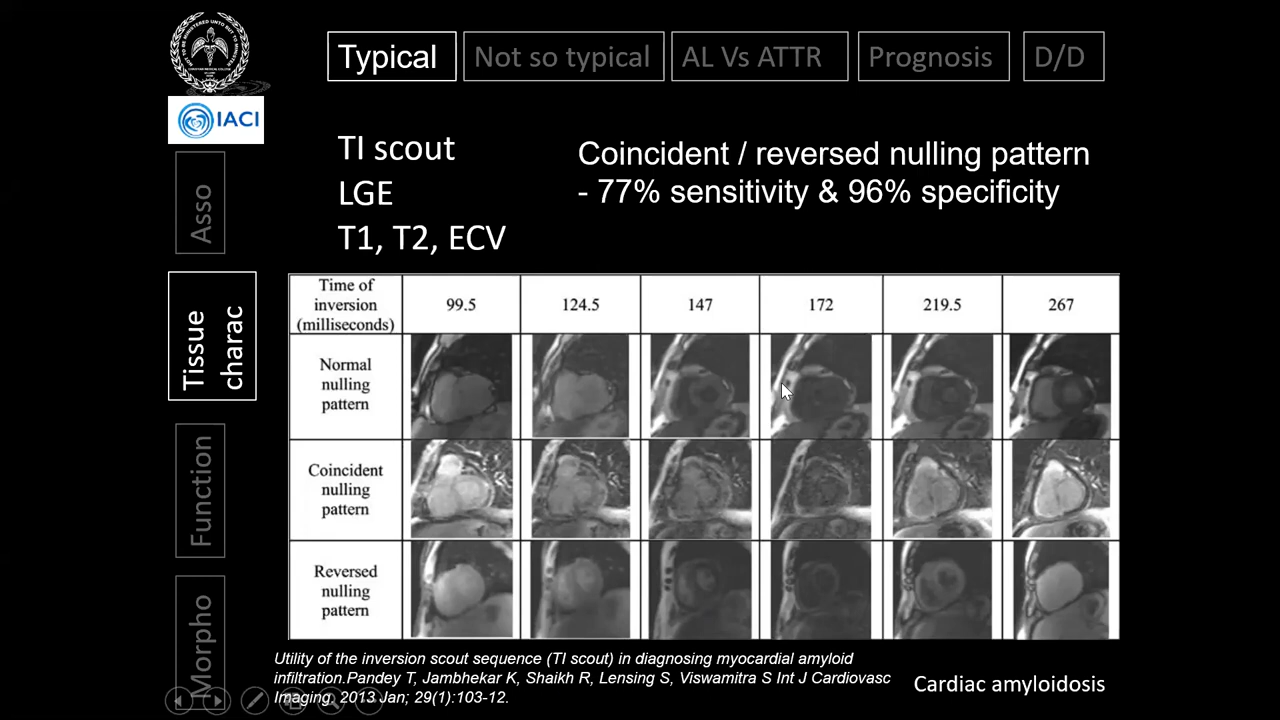 Typical
Not so typical
AL Vs ATTR
Prognosis
D/D
IACI
TI scout
LGE
T1, T2, ECV
Coincident / reversed nulling pattern
- 77% sensitivity & 96% specificity
Asso
Tissue
charac
Function
Morpho
Time of
inversion
(milliseconds)
99.5
124.5
147
172
219.5
267
Normal
nulling
pattern
Coincident
nulling
pattern
Reversed
nulling
pattern
Utility of the inversion scout sequence (TI scout) in diagnosing myocardial amyloid
infiltration.Pandey T, Jambhekar K, Shaikh R, Lensing S, Viswamitra S Int J Cardiovasc
Imaging. 2013 Jan; 29(1):103-12.
Cardiac amyloidosis